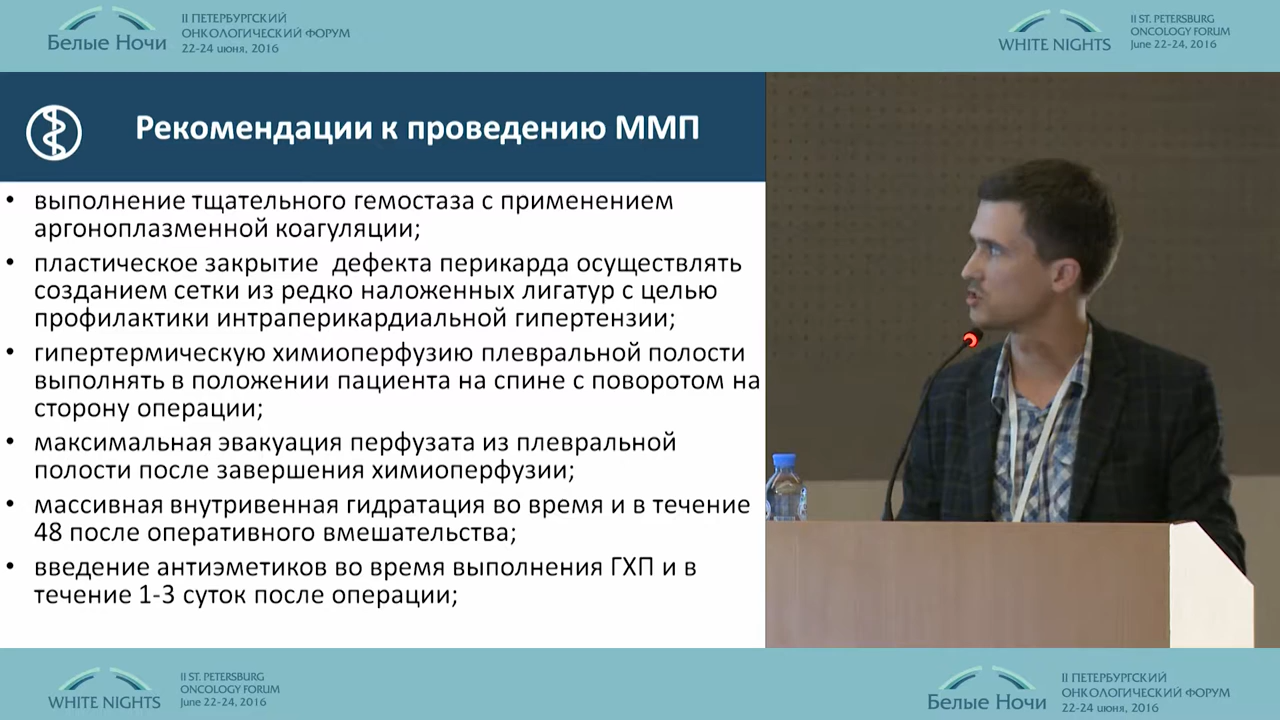 Белые Ночи
II ПЕТЕРБУРГСКИЙ
ОНКОЛОГИЧЕСКИЙ ФОРУМ
22-24 июня, 2016
WHITE NIGHTS
II ST. PETERSBURG
ONCOLOGY FORUM
June 22-24, 2016
Рекомендации к проведению ММП
• выполнение тщательного гемостаза с применением
аргоноплазменной коагуляции;
• пластическое закрытие дефекта перикарда осуществлять
созданием сетки из редко наложенных лигатур с целью
профилактики интраперикардиальной гипертензии;
• гипертермическую химиоперфузию плевральной полости
выполнять в положении пациента на спине с поворотом на
сторону операции;
• максимальная эвакуация перфузата из плевральной
полости после завершения химиоперфузии;
• массивная внутривенная гидратация во время и в течение
48 после оперативного вмешательства;
• введение антиэметиков во время выполнения ГХП и в
течение 1-3 суток после операции;
WHITE NIGHTS
II ST. PETERSBURG
ONCOLOGY FORUM
June 22-24, 2016
Белые Ночи
II ПЕТЕРБУРГСКИЙ
ОНКОЛОГИЧЕСКИЙ ФОРУМ
22-24 июня, 2016